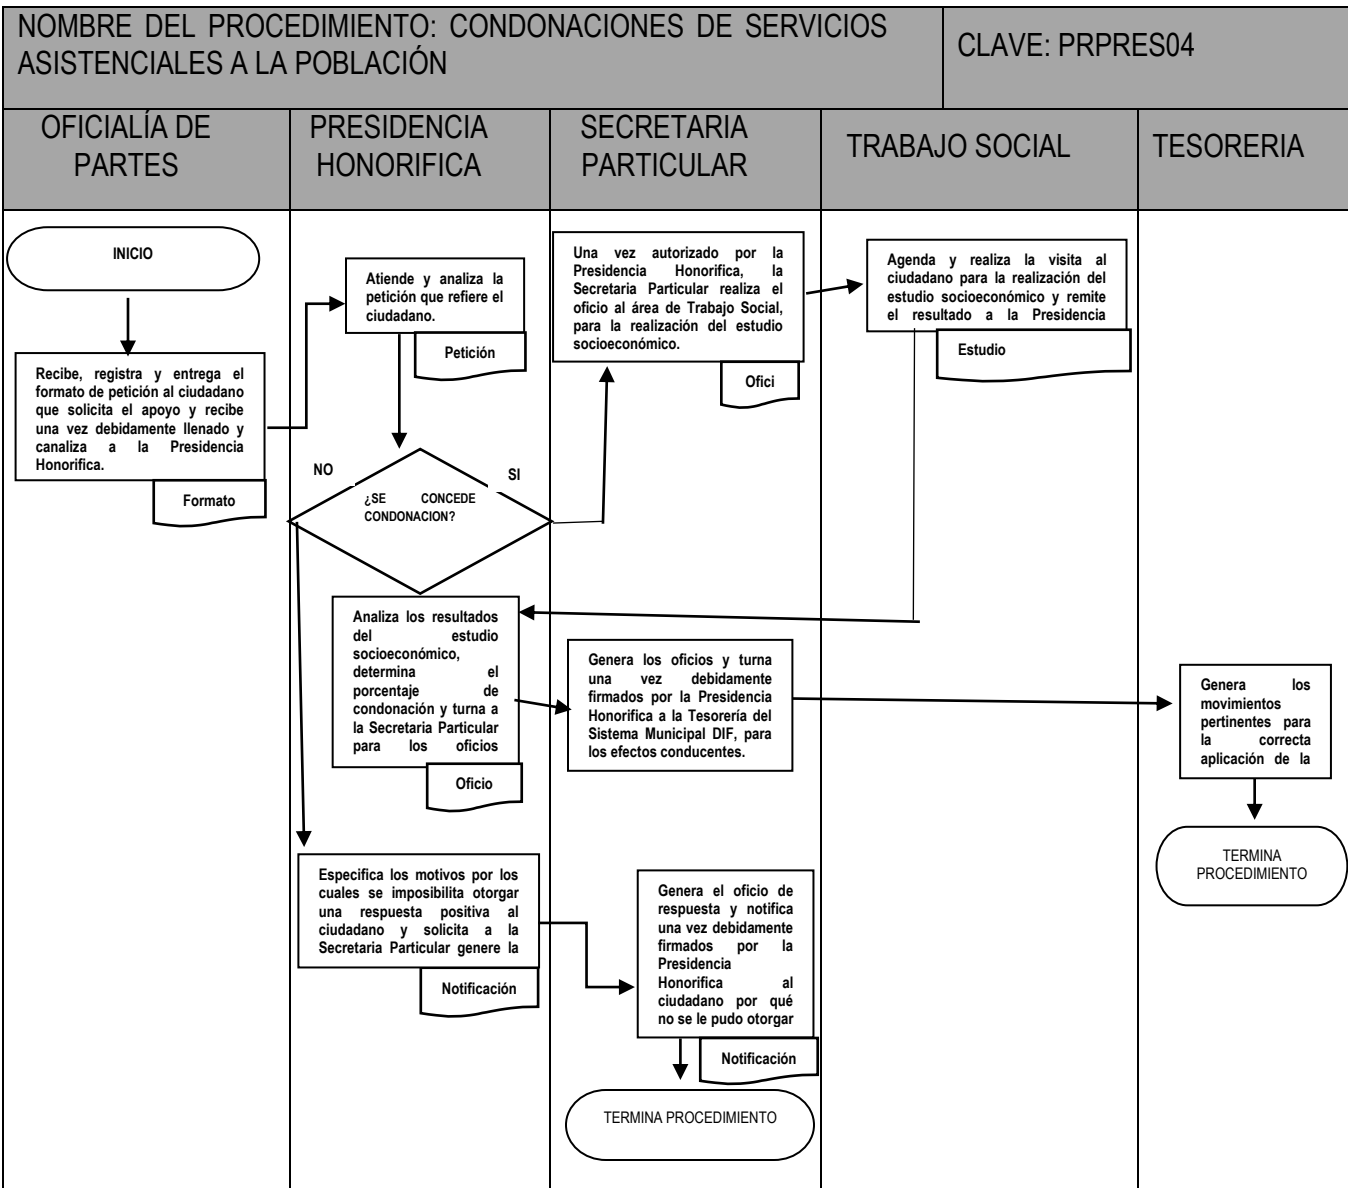 NOMBRE DEL PROCEDIMIENTO: CONDONACIONES DE SERVICIOS
ASISTENCIALES A LA POBLACIÓN
CLAVE: PRPRES04
OFICIALÍA DE
PARTES
PRESIDENCIA
HONORIFICA
SECRETARIA
PARTICULAR
TRABAJO SOCIAL
TESORERIA
INICIO
Recibe, registra y entrega el
formato de petición al ciudadano
que solicita el apoyo y recibe
una vez debidamente llenado y
canaliza a la Presidencia
Honorifica.
Formato
Atiende y analiza la
petición que refiere el
ciudadano.
Petición
NO
SI
¿SE CONCEDE
CONDONACION?
Una vez autorizado por la
Presidencia Honorifica, la
Secretaria Particular realiza el
oficio al área de Trabajo Social,
para la realización del estudio
socioeconómico.
Ofici
Agenda y realiza la visita al
ciudadano para la realización del
estudio socioeconómico y remite
el resultado a la Presidencia
Estudio
Analiza los resultados
del estudio
socioeconómico,
determina el
porcentaje de
condonación y turna a
la Secretaria Particular
para los oficios
Oficio
Genera los oficios y turna
una vez debidamente
firmados por la Presidencia
Honorifica a la Tesorería del
Sistema Municipal DIF, para
los efectos conducentes.
Genera los
movimientos
pertinentes para
la correcta
aplicación de la
TERMINA
PROCEDIMIENTO
Especifica los motivos por los
cuales se imposibilita otorgar
una respuesta positiva al
ciudadano y solicita a la
Secretaria Particular genere la
Notificación
Genera el oficio de
respuesta y notifica
una vez debidamente
firmados por la
Presidencia
Honorifica al
ciudadano por qué
no se le pudo otorgar
Notificación
TERMINA PROCEDIMIENTO